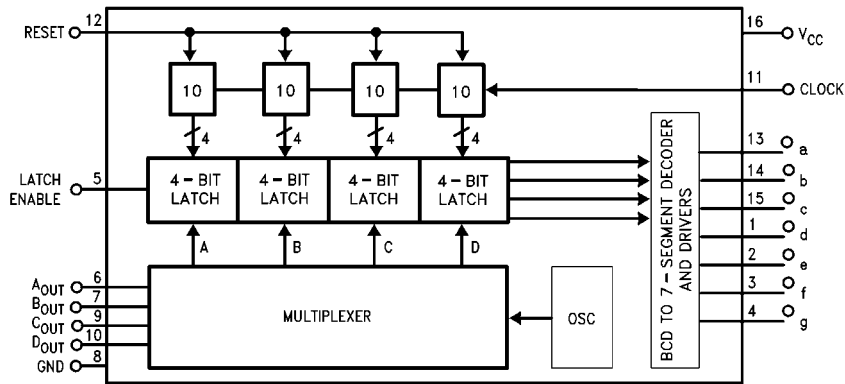 RESET 12
16 VCC
10 10 10 10
11 CLOCK
4 4 4 4
LATCH ENABLE 5
4-BIT LATCH 4-BIT LATCH 4-BIT LATCH 4-BIT LATCH
A B C D
AOUT 6
BOUT 7
COUT 9
DOUT 10
GND 8
MULTIPLEXER
OSC
BCD TO 7-SEGMENT DECODER
AND DRIVERS
13 a
14 b
15 c
1 d
2 e
3 f
4 g